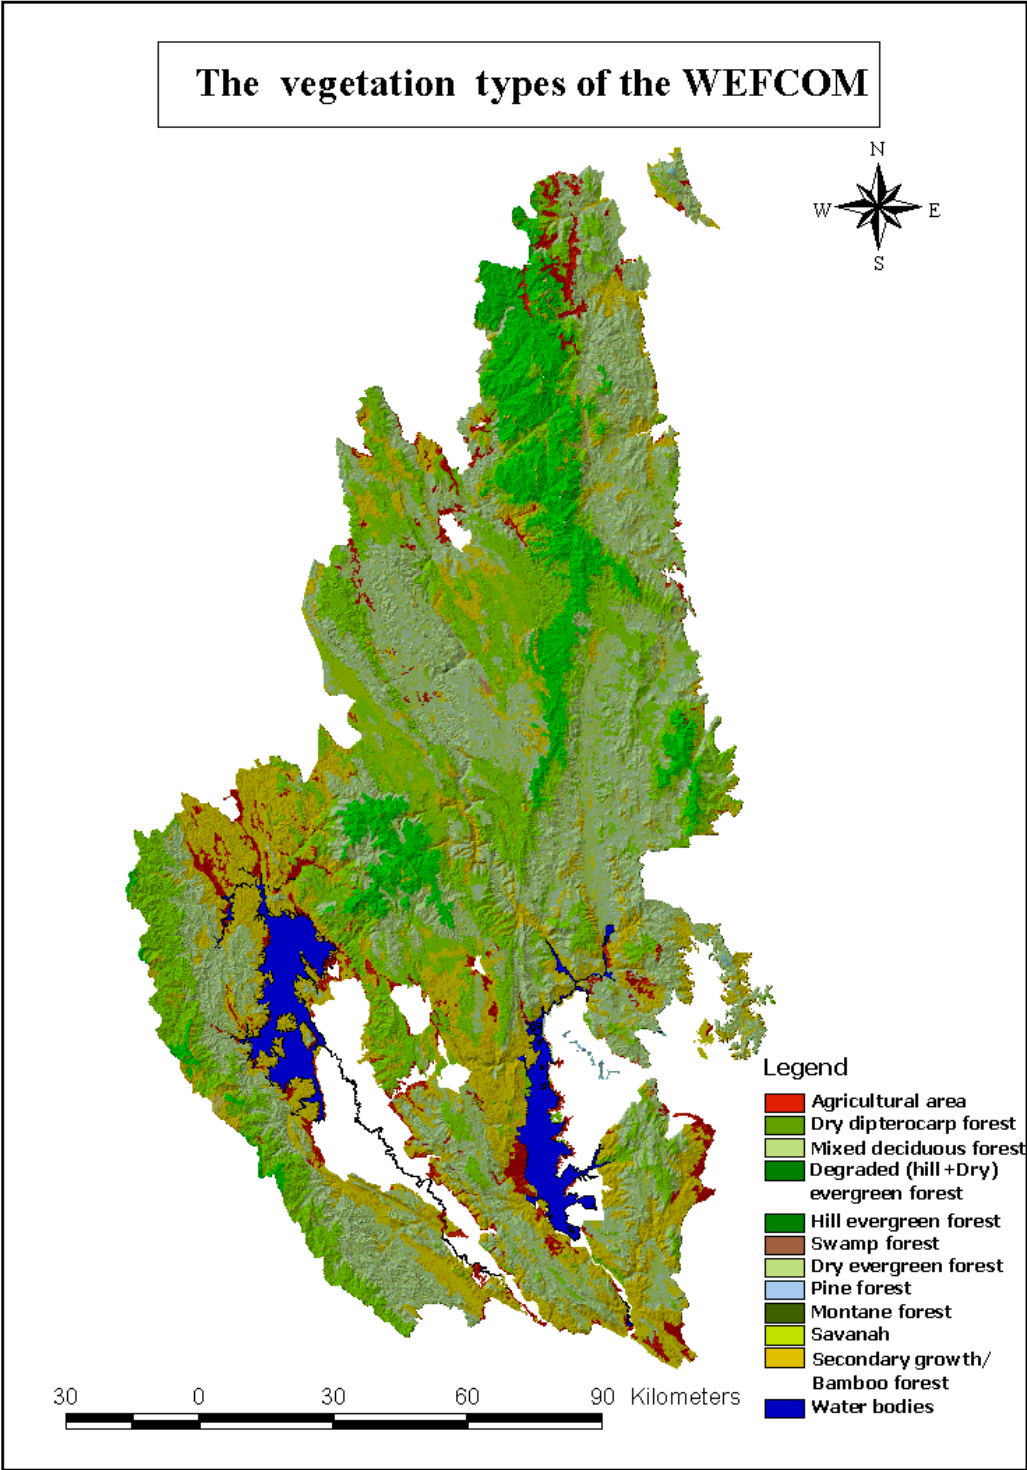 The vegetation types of the WEFCOM
N
W E
S
Legend
Agricultural area
Dry dipterocarp forest
Mixed deciduous forest
Degraded (hill +Dry)
evergreen forest
Hill evergreen forest
Swamp forest
Dry evergreen forest
Pine forest
Montane forest
Savanah
Secondary growth/
Bamboo forest
Water bodies
30 0 30 60 90 Kilometers